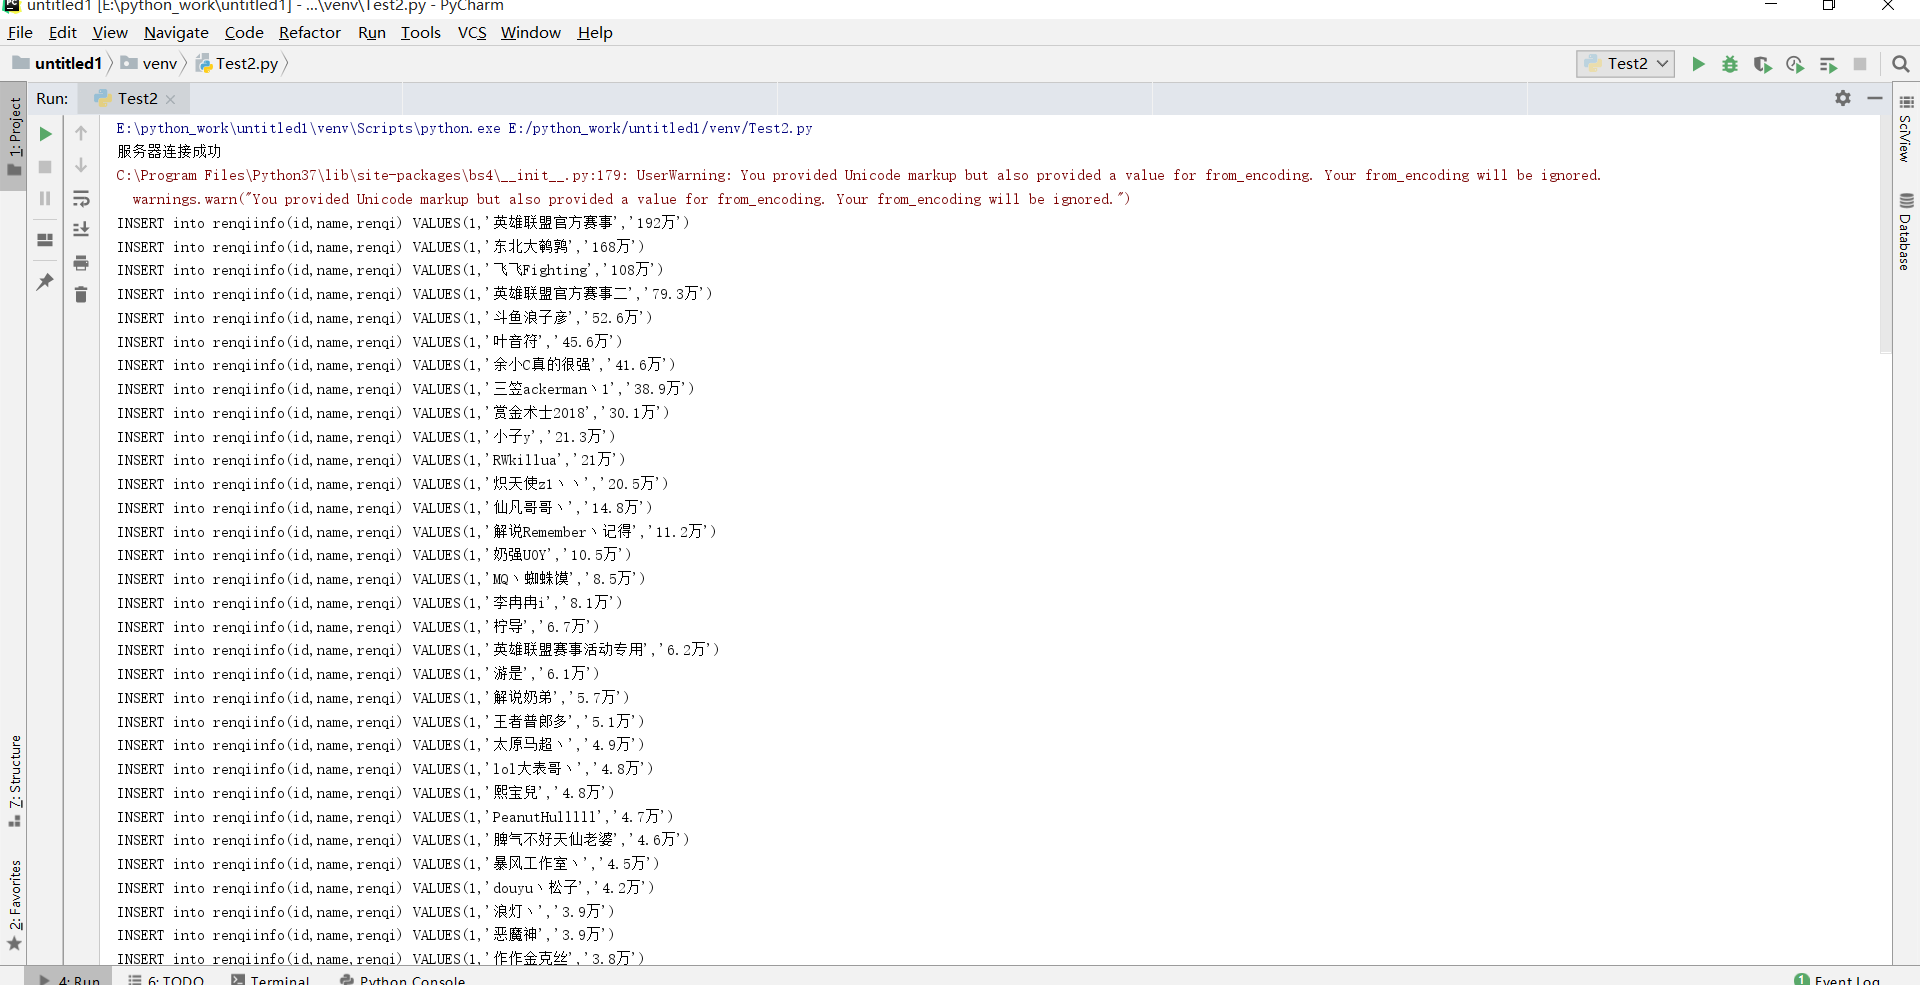 untitled1 [E:\python_work\untitled1] - ...\venv\Test2.py - PyCharm
File Edit View Navigate Code Refactor Run Tools VCS Window Help
untitled1 venv Test2.py Test2
Run: Test2
1: Project
7: Structure
2: Favorites
SciView
Database
E:\python_work\untitled1\venv\Scripts\python.exe E:/python_work/untitled1/venv/Test2.py
服务器连接成功
C:\Program Files\Python37\lib\site-packages\bs4\__init__.py:179: UserWarning: You provided Unicode markup but also provided a value for from_encoding. Your from_encoding will be ignored.
warnings.warn("You provided Unicode markup but also provided a value for from_encoding. Your from_encoding will be ignored.")
INSERT into renqiinfo(id,name,renqi) VALUES(1,'英雄联盟官方赛事','192万')
INSERT into renqiinfo(id,name,renqi) VALUES(1,'东北大鹌鹑','168万')
INSERT into renqiinfo(id,name,renqi) VALUES(1,'飞飞Fighting','108万')
INSERT into renqiinfo(id,name,renqi) VALUES(1,'英雄联盟官方赛事二','79.3万')
INSERT into renqiinfo(id,name,renqi) VALUES(1,'斗鱼浪子彦','52.6万')
INSERT into renqiinfo(id,name,renqi) VALUES(1,'叶音符','45.6万')
INSERT into renqiinfo(id,name,renqi) VALUES(1,'余小C真的很强','41.6万')
INSERT into renqiinfo(id,name,renqi) VALUES(1,'三笠ackerman丶1','38.9万')
INSERT into renqiinfo(id,name,renqi) VALUES(1,'赏金术士2018','30.1万')
INSERT into renqiinfo(id,name,renqi) VALUES(1,'小子y','21.3万')
INSERT into renqiinfo(id,name,renqi) VALUES(1,'RWkillua','21万')
INSERT into renqiinfo(id,name,renqi) VALUES(1,'炽天使z1丶丶','20.5万')
INSERT into renqiinfo(id,name,renqi) VALUES(1,'仙凡哥哥丶','14.8万')
INSERT into renqiinfo(id,name,renqi) VALUES(1,'解说Remember丶记得','11.2万')
INSERT into renqiinfo(id,name,renqi) VALUES(1,'奶强UOY','10.5万')
INSERT into renqiinfo(id,name,renqi) VALUES(1,'MQ丶蜘蛛馍','8.5万')
INSERT into renqiinfo(id,name,renqi) VALUES(1,'李冉冉i','8.1万')
INSERT into renqiinfo(id,name,renqi) VALUES(1,'柠导','6.7万')
INSERT into renqiinfo(id,name,renqi) VALUES(1,'英雄联盟赛事活动专用','6.2万')
INSERT into renqiinfo(id,name,renqi) VALUES(1,'游是','6.1万')
INSERT into renqiinfo(id,name,renqi) VALUES(1,'解说奶弟','5.7万')
INSERT into renqiinfo(id,name,renqi) VALUES(1,'王者普郎多','5.1万')
INSERT into renqiinfo(id,name,renqi) VALUES(1,'太原马超丶','4.9万')
INSERT into renqiinfo(id,name,renqi) VALUES(1,'lol大表哥丶','4.8万')
INSERT into renqiinfo(id,name,renqi) VALUES(1,'熙宝兒','4.8万')
INSERT into renqiinfo(id,name,renqi) VALUES(1,'PeanutHulllll','4.7万')
INSERT into renqiinfo(id,name,renqi) VALUES(1,'脾气不好天仙老婆','4.6万')
INSERT into renqiinfo(id,name,renqi) VALUES(1,'暴风工作室丶','4.5万')
INSERT into renqiinfo(id,name,renqi) VALUES(1,'douyu丶松子','4.2万')
INSERT into renqiinfo(id,name,renqi) VALUES(1,'浪灯丶','3.9万')
INSERT into renqiinfo(id,name,renqi) VALUES(1,'恶魔神','3.9万')
INSERT into renqiinfo(id,name,renqi) VALUES(1,'作作金克丝','3.8万')
4: Run 6: TODO Terminal Python Console 1 Event Log